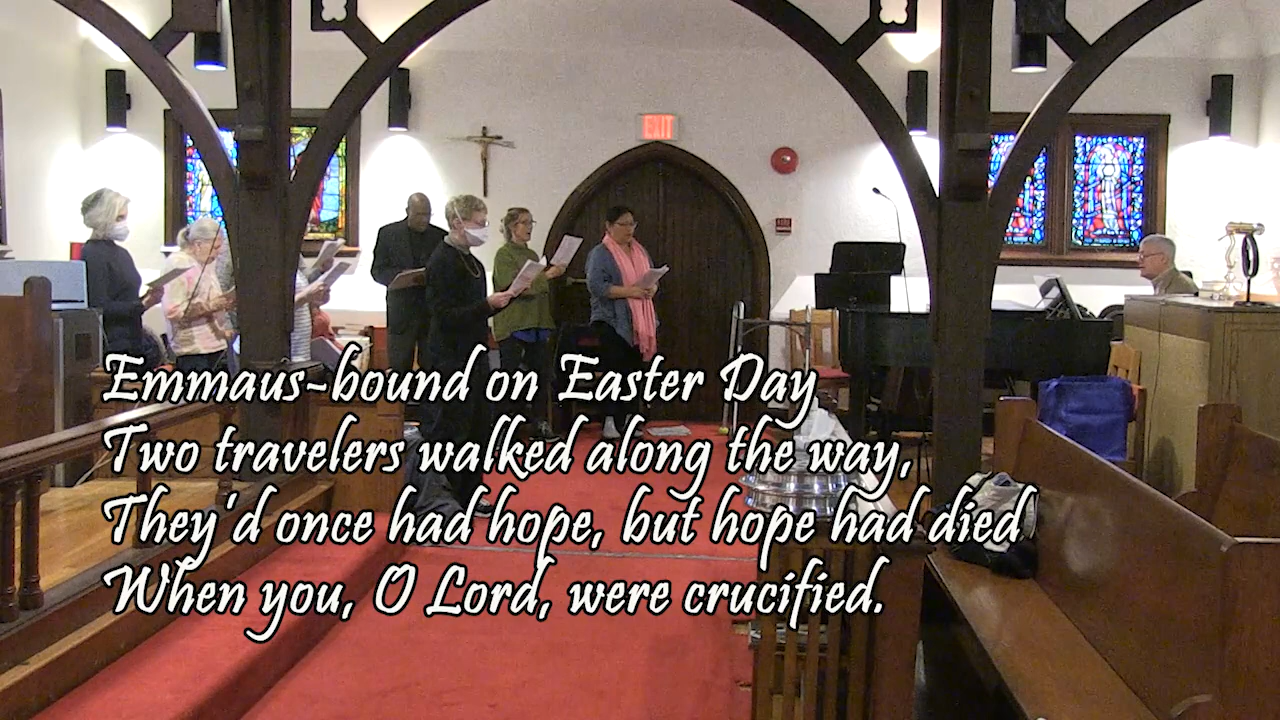 EXIT
Emmaus-bound on Easter Day
Two travelers walked along the way,
They'd once had hope, but hope had died
When you, O Lord, were crucified.